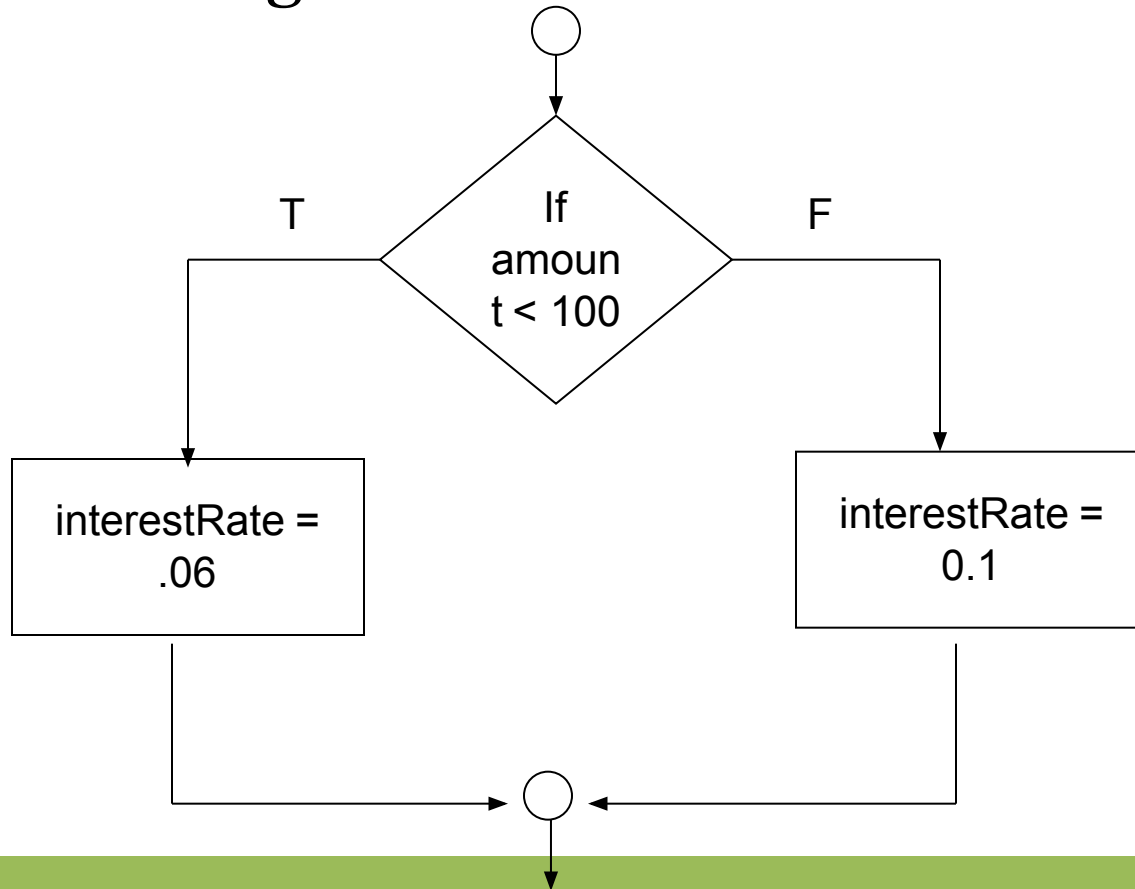 T
If
F
amoun
t < 100
interestRate =
.06
interestRate =
0.1